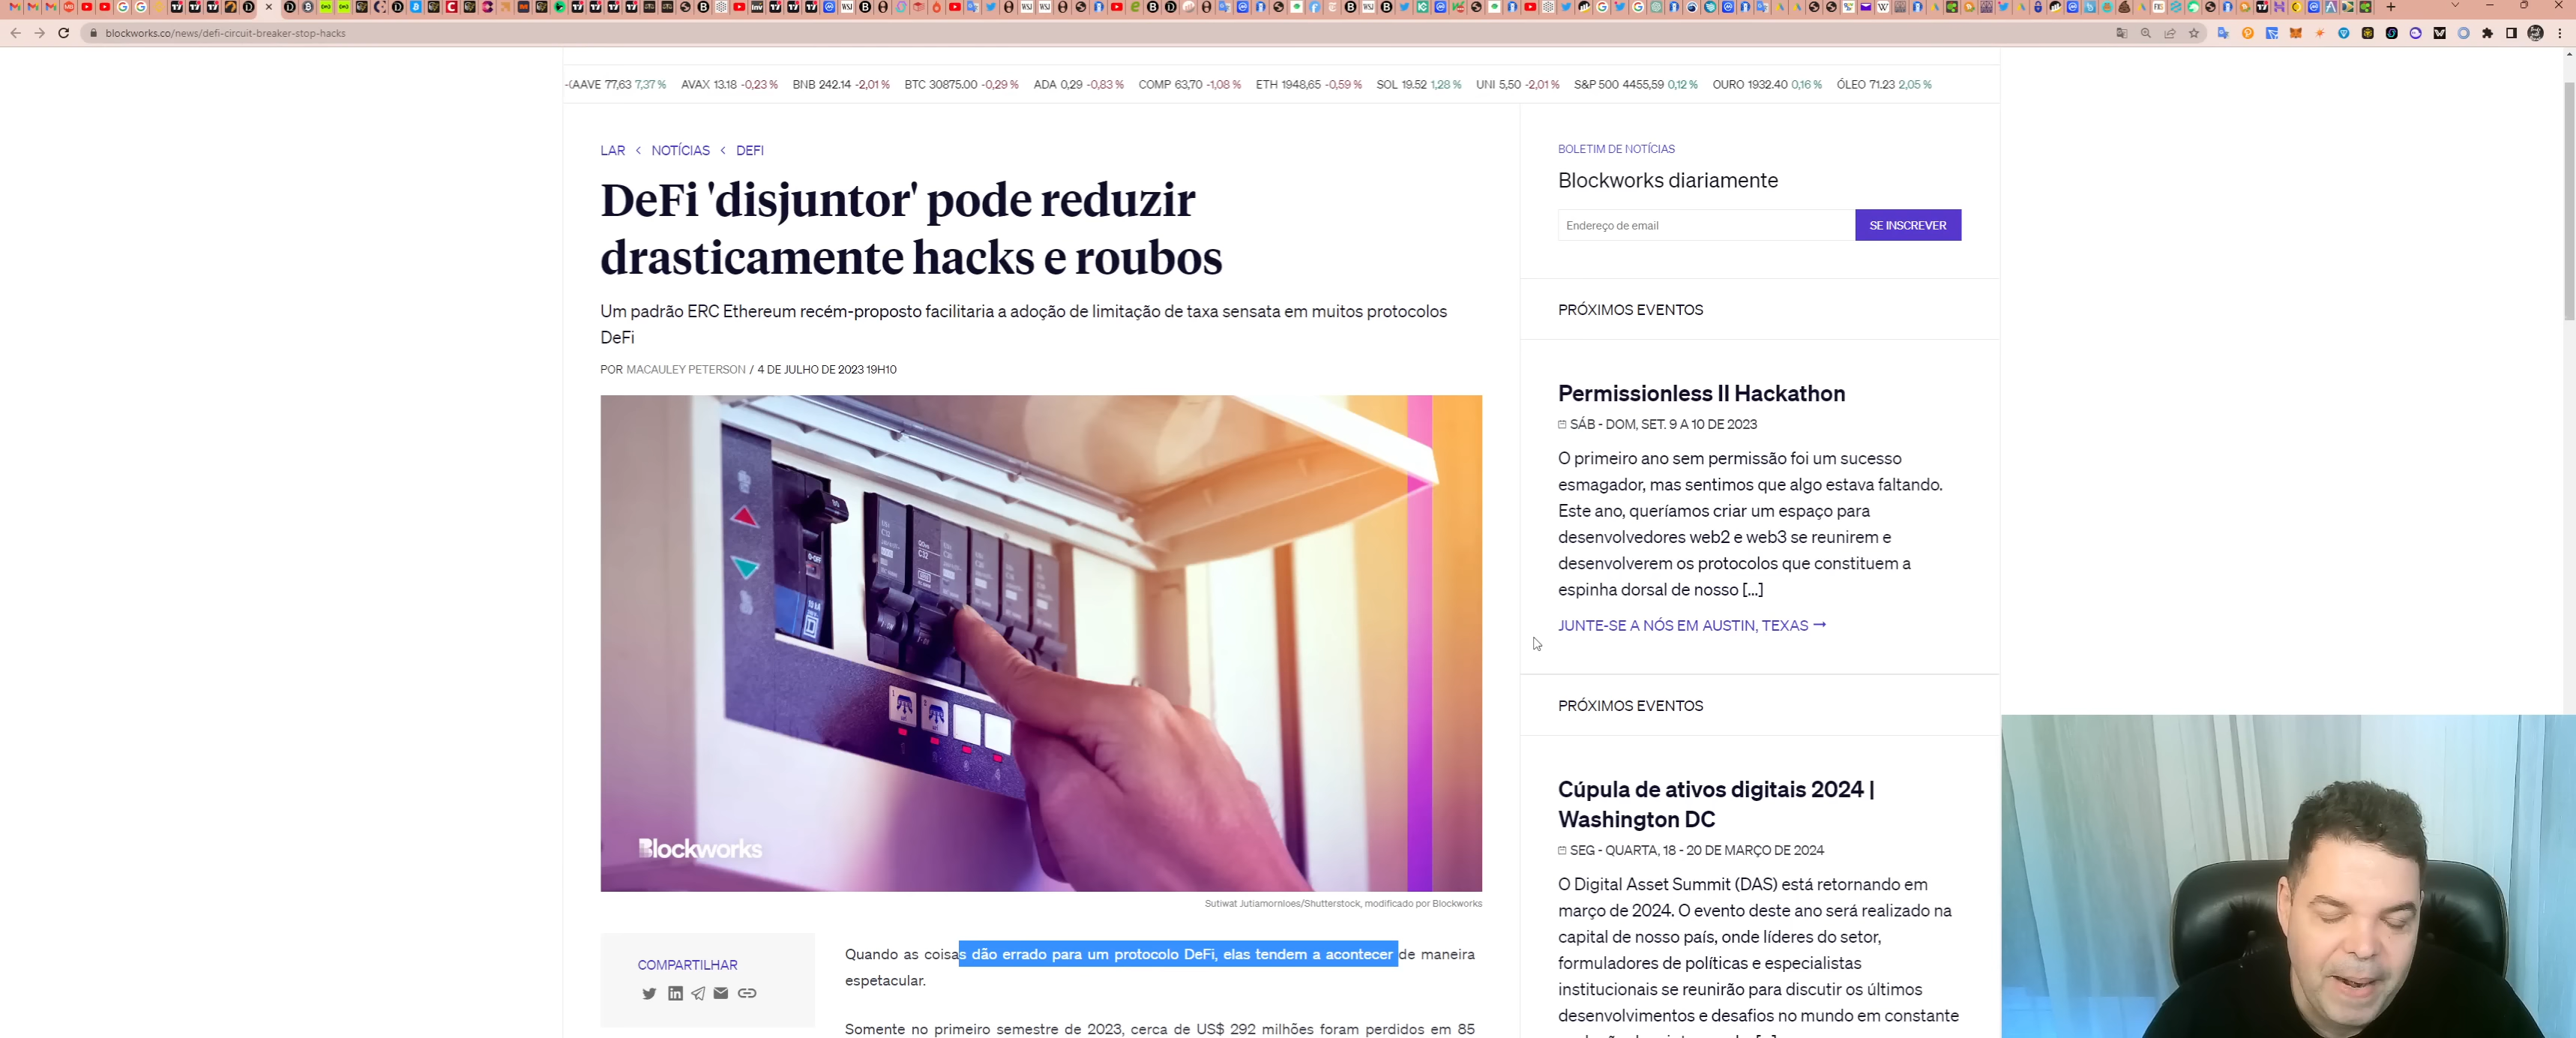 blockworks.co/news/defi-circuit-breaker-stop-hacks
-(AAVE 77,63 7,37 % AVAX 13.18 -0,23 % BNB 242.14 -2,01 % BTC 30875.00 -0,29 % ADA 0,29 -0,83 % COMP 63,70 -1,08 % ETH 1948,65 -0,59 % SOL 19.52 1,28 % UNI 5,50 -2,01 % S&P 500 4455,59 0,12 % OURO 1932.40 0,16 % ÓLEO 71.23 2,05 %
LAR < NOTÍCIAS < DEFI
DeFi 'disjuntor' pode reduzir
drasticamente hacks e roubos
Um padrão ERC Ethereum recém-proposto facilitaria a adoção de limitação de taxa sensata em muitos protocolos
DeFi
POR MACAULEY PETERSON / 4 DE JULHO DE 2023 19H10
Blockworks
Sutiwat Jutiamornloes/Shutterstock, modificado por Blockworks
COMPARTILHAR
Quando as coisas dão errado para um protocolo DeFi, elas tendem a acontecer de maneira
espetacular.
Somente no primeiro semestre de 2023, cerca de US$ 292 milhões foram perdidos em 85
BOLETIM DE NOTÍCIAS
Blockworks diariamente
Endereço de email
SE INSCREVER
PRÓXIMOS EVENTOS
Permissionless II Hackathon
SÁB - DOM, SET. 9 A 10 DE 2023
O primeiro ano sem permissão foi um sucesso
esmagador, mas sentimos que algo estava faltando.
Este ano, queríamos criar um espaço para
desenvolvedores web2 e web3 se reunirem e
desenvolverem os protocolos que constituem a
espinha dorsal de nosso [...]
JUNTE-SE A NÓS EM AUSTIN, TEXAS →
PRÓXIMOS EVENTOS
Cúpula de ativos digitais 2024 |
Washington DC
SEG - QUARTA, 18 - 20 DE MARÇO DE 2024
O Digital Asset Summit (DAS) está retornando em
março de 2024. O evento deste ano será realizado na
capital de nosso país, onde líderes do setor,
formuladores de políticas e especialistas
institucionais se reunirão para discutir os últimos
desenvolvimentos e desafios no mundo em constante